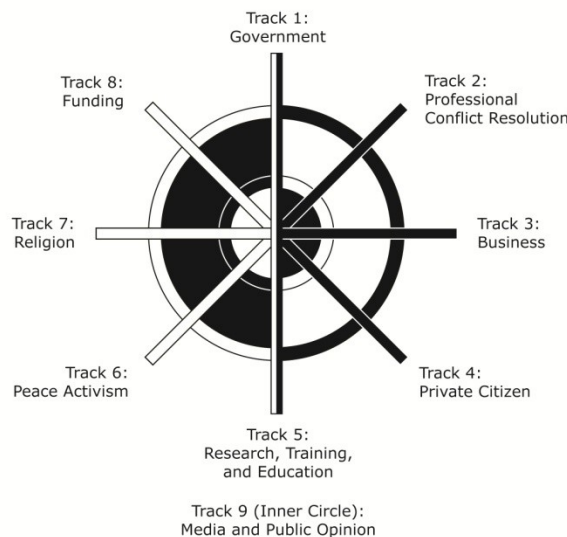 Track 1:
Government
Track 8:
Funding
Track 2:
Professional
Conflict Resolution
Track 7:
Religion
Track 3:
Business
Track 6:
Peace Activism
Track 4:
Private Citizen
Track 5:
Research, Training,
and Education
Track 9 (Inner Circle):
Media and Public Opinion